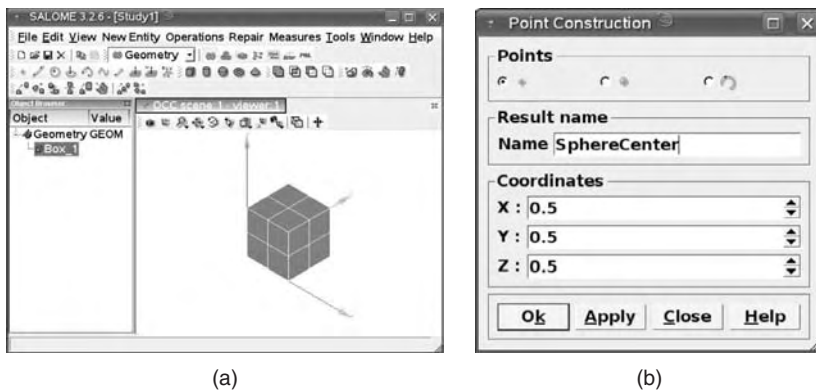 SALOME 3.2.6 - [Study1]
File Edit View New Entity Operations Repair Measures Tools Window Help
Geometry
Object Browser
OCC scene 1 - viewer 1
Object Value
Geometry GEOM
Box_1
(a)
Point Construction
Points
Result name
Name SphereCenter
Coordinates
X : 0.5
Y : 0.5
Z : 0.5
Ok Apply Close Help
(b)